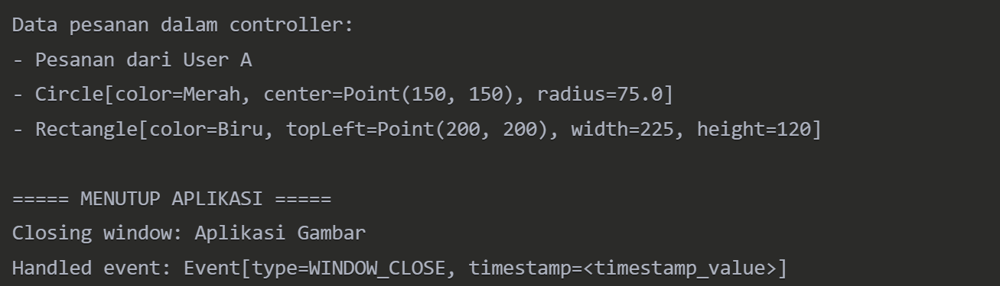 Data pesanan dalam controller:
- Pesanan dari User A
- Circle[color=Merah, center=Point(150, 150), radius=75.0]
- Rectangle[color=Biru, topLeft=Point(200, 200), width=225, height=120]
===== MENUTUP APLIKASI =====
Closing window: Aplikasi Gambar
Handled event: Event[type=WINDOW_CLOSE, timestamp=<timestamp_value>]